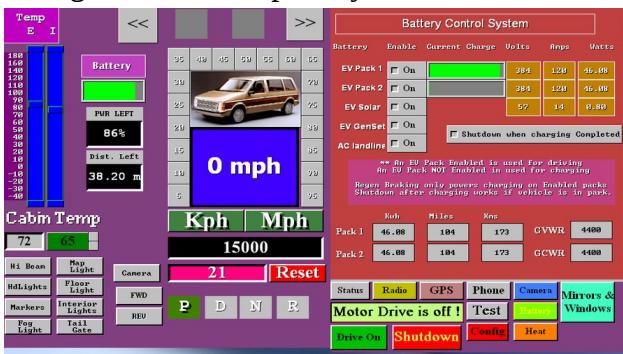 Temp
E I
<< >>
180
160
140
120
110
100
90
80
70
60
50
40
30
20
10
0
-10
-20
-30
-40
Battery
PWR LEFT
86%
Dist. Left
38.20 m
35 40 45 50 55 60 65
30 70
25 75
20 80
15 85
10 90
5 95
0 mph
Cabin Temp
72 65
Kph Mph
15000
21 Reset
P D N R
Hi Beam Map Light Camera
HdLights Floor Light FWD
Markers Interior Lights REV
Fog Light Tail Gate
Battery Control System
Battery Enable Current Charge Volts Amps Watts
EV Pack 1 On 384 120 46.08
EV Pack 2 On 384 120 46.08
EV Solar On 57 14 0.80
EV GenSet On
AC landline On
Shutdown when charging Completed
** An EV Pack Enabled is used for driving
An EV Pack NOT Enabled in used for charging
Regen Braking only powers charging on Enabled packs
Shutdown after charging works if vehicle is in park.
Kwh Miles Kms
Pack 1 46.08 104 173 GVWR 4400
Pack 2 46.08 104 173 GCWR 4400
Status Radio GPS Phone Camera Mirrors & Windows
Motor Drive is off ! Test Battery
Drive On Shutdown Config Heat